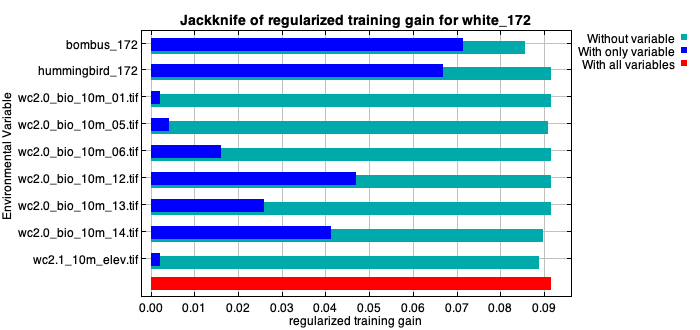 Jackknife of regularized training gain for white_172
Without variable
With only variable
With all variables
Environmental Variable
bombus_172
hummingbird_172
wc2.0_bio_10m_01.tif
wc2.0_bio_10m_05.tif
wc2.0_bio_10m_06.tif
wc2.0_bio_10m_12.tif
wc2.0_bio_10m_13.tif
wc2.0_bio_10m_14.tif
wc2.1_10m_elev.tif
0.00 0.01 0.02 0.03 0.04 0.05 0.06 0.07 0.08 0.09
regularized training gain